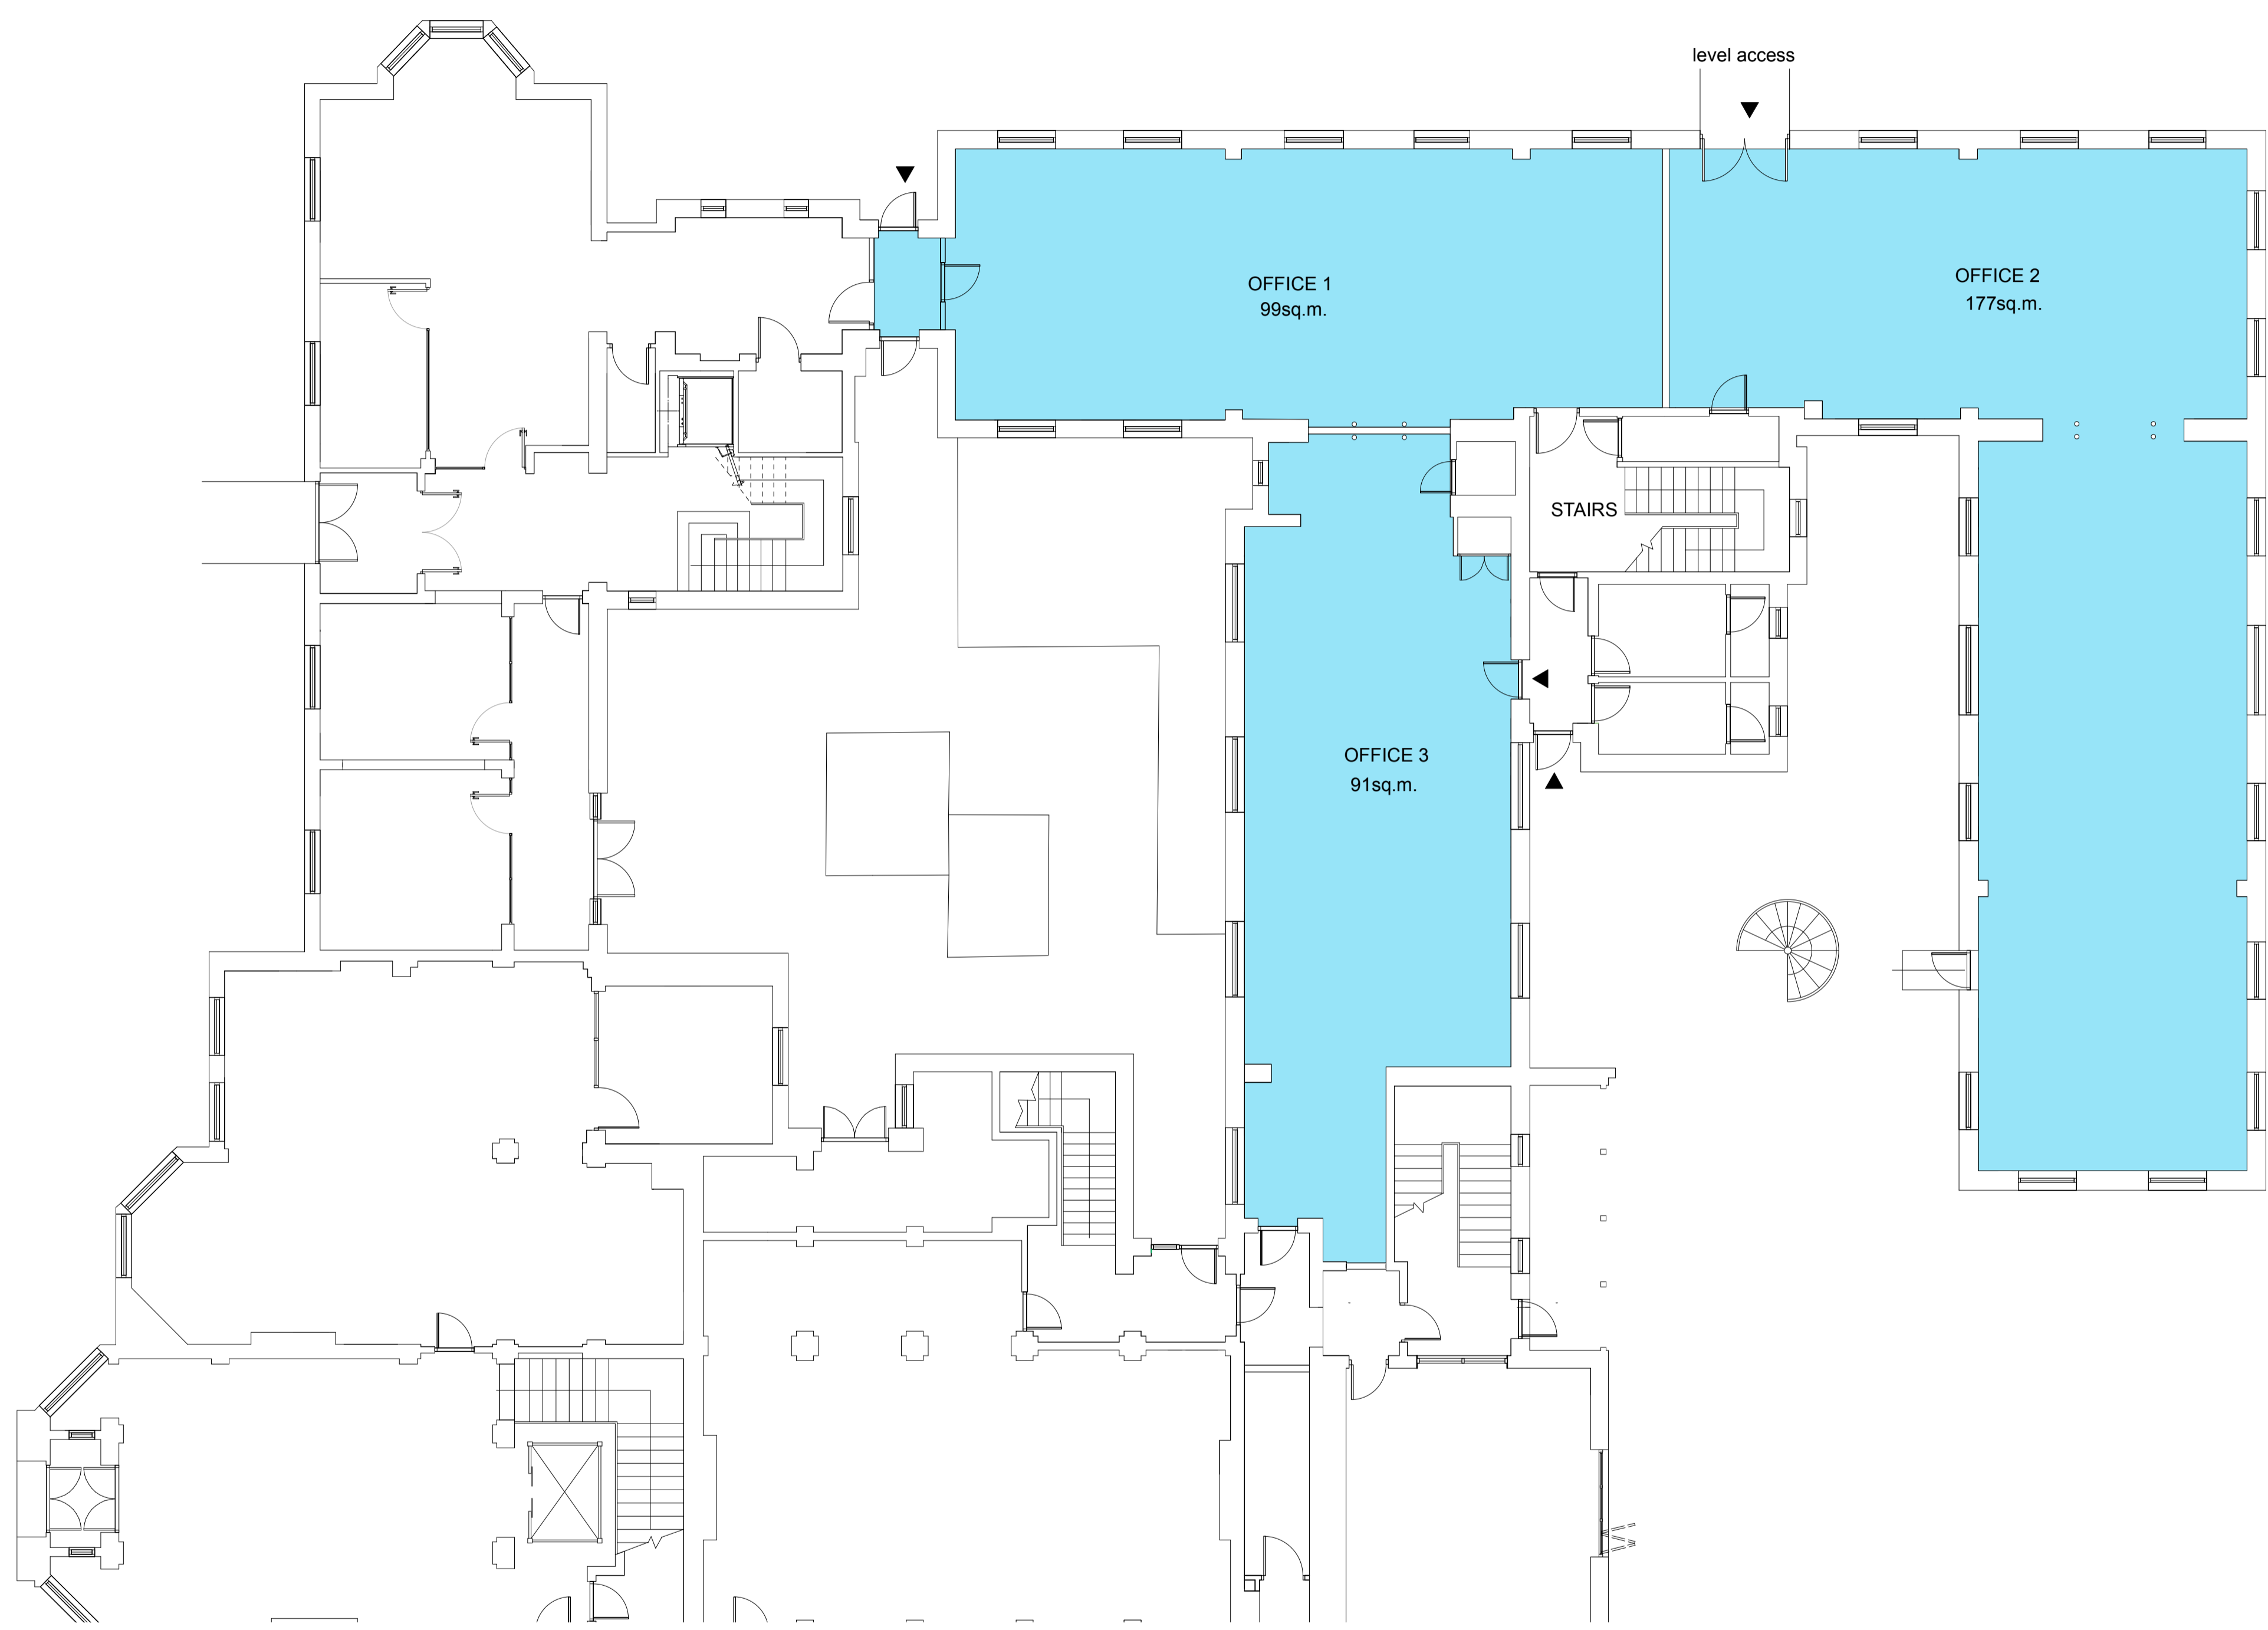 level access
OFFICE 1
99sq.m.
OFFICE 2
177sq.m.
STAIRS
OFFICE 3
91sq.m.